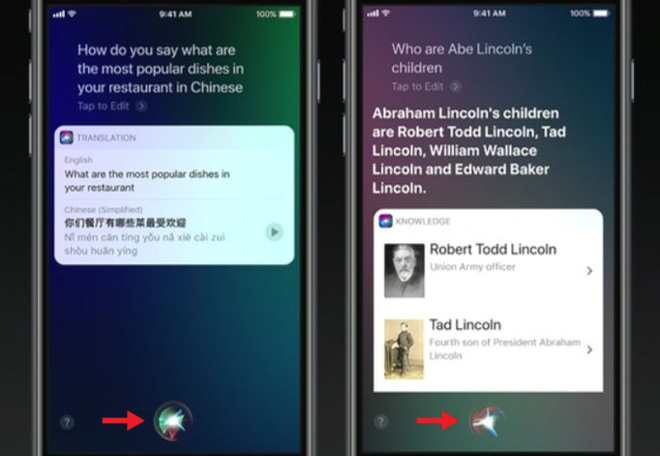 9:41 AM
100%
How do you say what are
the most popular dishes in
your restaurant in Chinese
Tap to Edit
TRANSLATION
English
What are the most popular dishes in
your restaurant
Chinese (Simplified)
你们餐厅有哪些菜最受欢迎
Nǐ mén cān tīng yǒu nǎ xiē cài zuì
shòu huān yíng
?
9:41 AM
100%
Who are Abe Lincoln's
children
Tap to Edit
Abraham Lincoln's children
are Robert Todd Lincoln, Tad
Lincoln, William Wallace
Lincoln and Edward Baker
Lincoln.
KNOWLEDGE
Robert Todd Lincoln
Union Army officer
Tad Lincoln
Fourth son of President Abraham
Lincoln
?